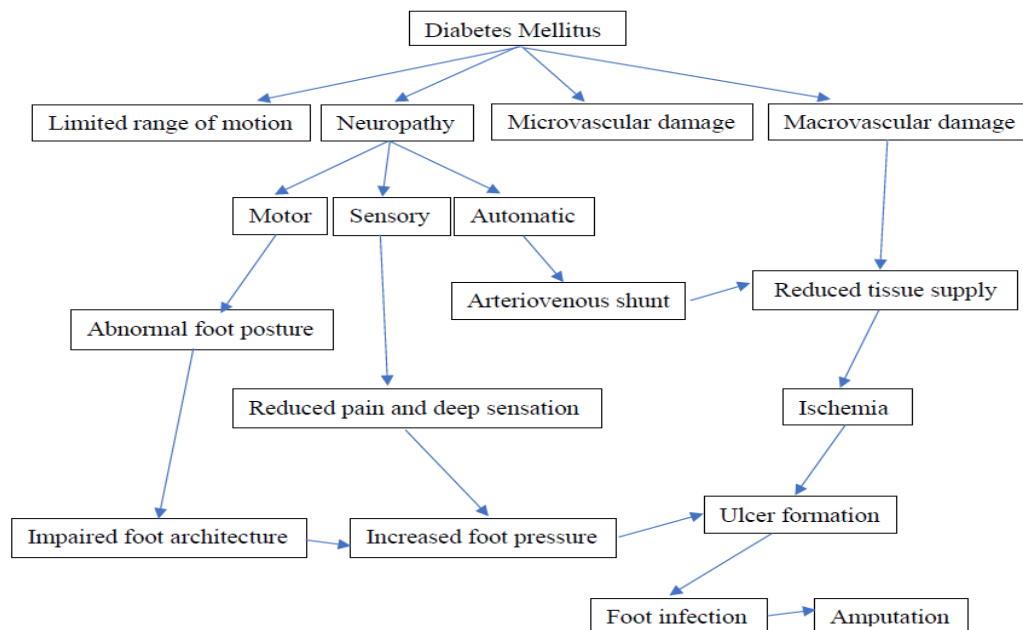 Diabetes Mellitus
Limited range of motion
Neuropathy
Microvascular damage
Macrovascular damage
Motor
Sensory
Automatic
Arteriovenous shunt
Reduced tissue supply
Abnormal foot posture
Reduced pain and deep sensation
Ischemia
Impaired foot architecture
Increased foot pressure
Ulcer formation
Foot infection
Amputation